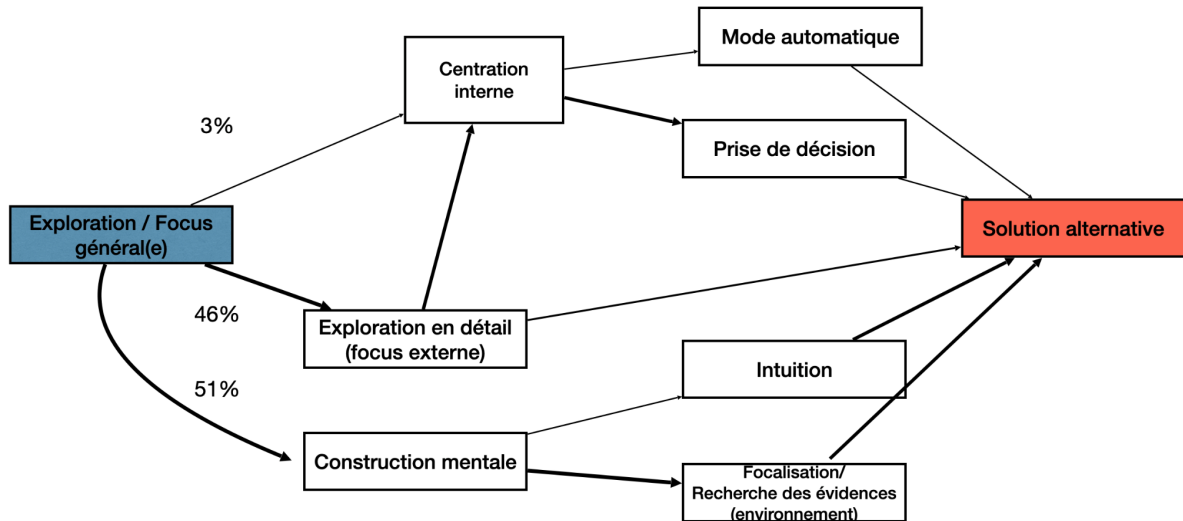 Mode automatique
Centration
interne
3%
Prise de décision
Exploration / Focus
général(e)
Solution alternative
46%
Exploration en détail
(focus externe)
51%
Intuition
Construction mentale
Focalisation/
Recherche des évidences
(environnement)